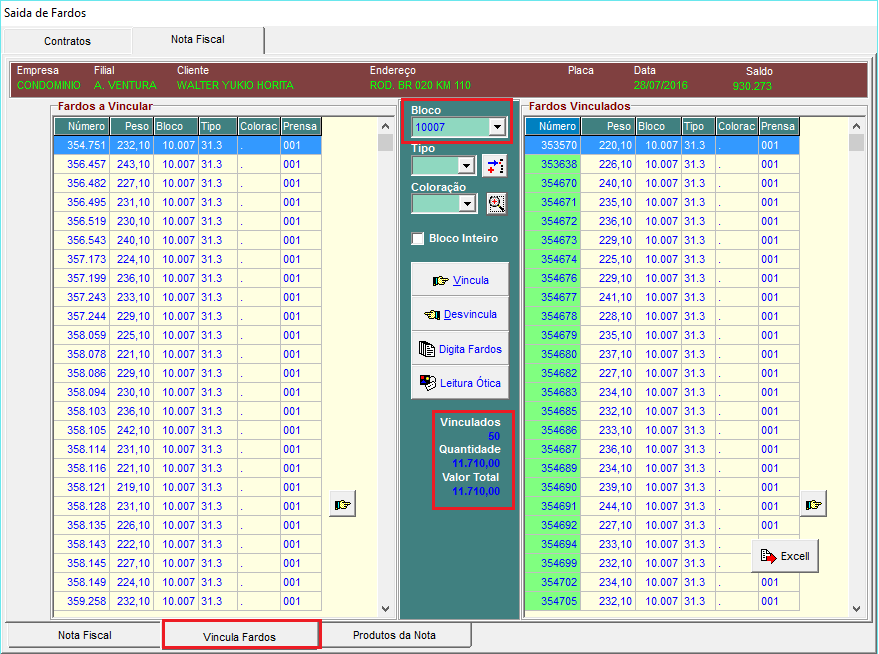 Saida de Fardos
Contratos Nota Fiscal
Empresa Filial Cliente Endereço Placa Data Saldo
CONDOMINIO A. VENTURA WALTER YUKIO HORITA ROD. BR 020 KM 110 26/07/2016 930.273
Fardos a Vincular
Número Peso Bloco Tipo Colorac Prensa
354.751 232,10 10.007 31.3 . 001
356.457 243,10 10.007 31.3 . 001
356.482 227,10 10.007 31.3 . 001
356.495 231,10 10.007 31.3 . 001
356.519 230,10 10.007 31.3 . 001
356.543 240,10 10.007 31.3 . 001
357.173 224,10 10.007 31.3 . 001
357.199 236,10 10.007 31.3 . 001
357.243 233,10 10.007 31.3 . 001
357.244 229,10 10.007 31.3 . 001
358.059 225,10 10.007 31.3 . 001
358.078 221,10 10.007 31.3 . 001
358.086 229,10 10.007 31.3 . 001
358.094 230,10 10.007 31.3 . 001
358.103 236,10 10.007 31.3 . 001
358.105 242,10 10.007 31.3 . 001
358.114 231,10 10.007 31.3 . 001
358.116 221,10 10.007 31.3 . 001
358.121 219,10 10.007 31.3 . 001
358.128 231,10 10.007 31.3 . 001
358.135 226,10 10.007 31.3 . 001
358.143 222,10 10.007 31.3 . 001
358.145 227,10 10.007 31.3 . 001
358.149 224,10 10.007 31.3 . 001
359.258 232,10 10.007 31.3 . 001
Bloco
10007
Tipo
Coloração
Bloco Inteiro
Vincula
Desvincula
Digita Fardos
Leitura Ótica
Vinculados
50
Quantidade
11.710,00
Valor Total
11.710,00
Fardos Vinculados
Número Peso Bloco Tipo Colorac Prensa
353570 220,10 10.007 31.3 . 001
353638 226,10 10.007 31.3 . 001
354670 240,10 10.007 31.3 . 001
354671 235,10 10.007 31.3 . 001
354672 236,10 10.007 31.3 . 001
354673 229,10 10.007 31.3 . 001
354674 225,10 10.007 31.3 . 001
354676 229,10 10.007 31.3 . 001
354677 241,10 10.007 31.3 . 001
354678 228,10 10.007 31.3 . 001
354679 235,10 10.007 31.3 . 001
354680 237,10 10.007 31.3 . 001
354682 227,10 10.007 31.3 . 001
354683 234,10 10.007 31.3 . 001
354685 232,10 10.007 31.3 . 001
354686 233,10 10.007 31.3 . 001
354687 236,10 10.007 31.3 . 001
354689 234,10 10.007 31.3 . 001
354690 239,10 10.007 31.3 . 001
354691 244,10 10.007 31.3 . 001
354692 227,10 10.007 31.3 . 001
354694 233,10 10.007 31.3 .
354699 232,10 10.007 31.3 .
354702 234,10 10.007 31.3 . 001
354705 232,10 10.007 31.3 . 001
Excell
Nota Fiscal Vincula Fardos Produtos da Nota